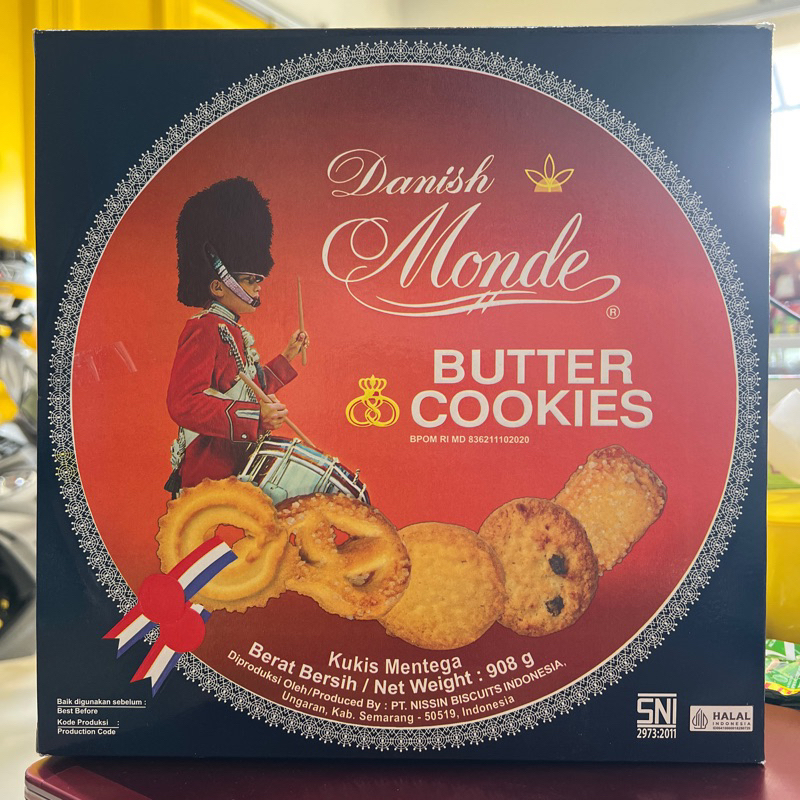 Danish
Monde
®
BUTTER
COOKIES
BPOM RI MD 836211102020
Kukis Mentega
Berat Bersih / Net Weight : 908 g
Diproduksi Oleh/Produced By : PT. NISSIN BISCUITS INDONESIA,
Ungaran, Kab. Semarang - 50519, Indonesia
Baik digunakan sebelum :
Best Before
Kode Produksi :
Production Code
SNI
2973:2011
HALAL
INDONESIA